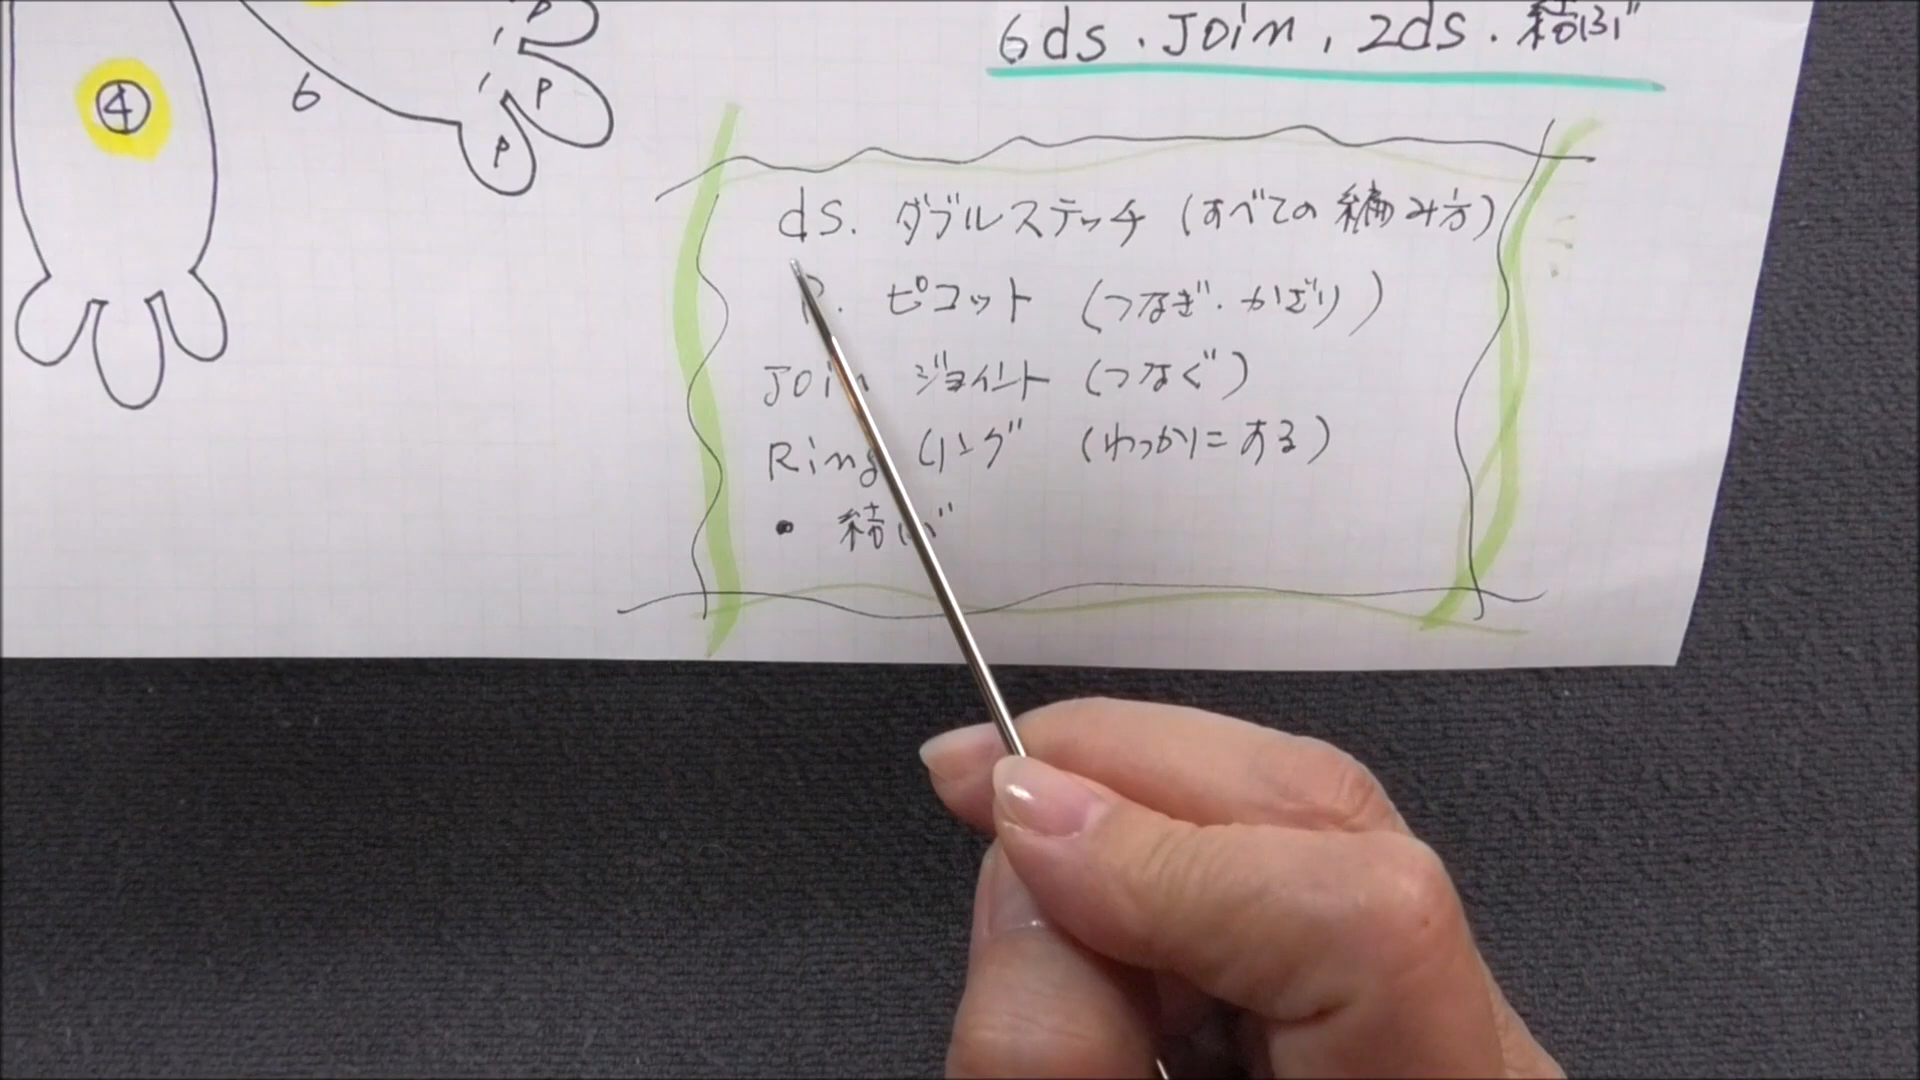 6ds. Join, 2ds. 結ぶ
④
6
P
P
P
ds. ダブルステッチ (すべての編み方)
P. ピコット (つなぎ・かざり)
Join ジョイント (つなぐ)
Ring リング (わっかにする)
• 結ぶ